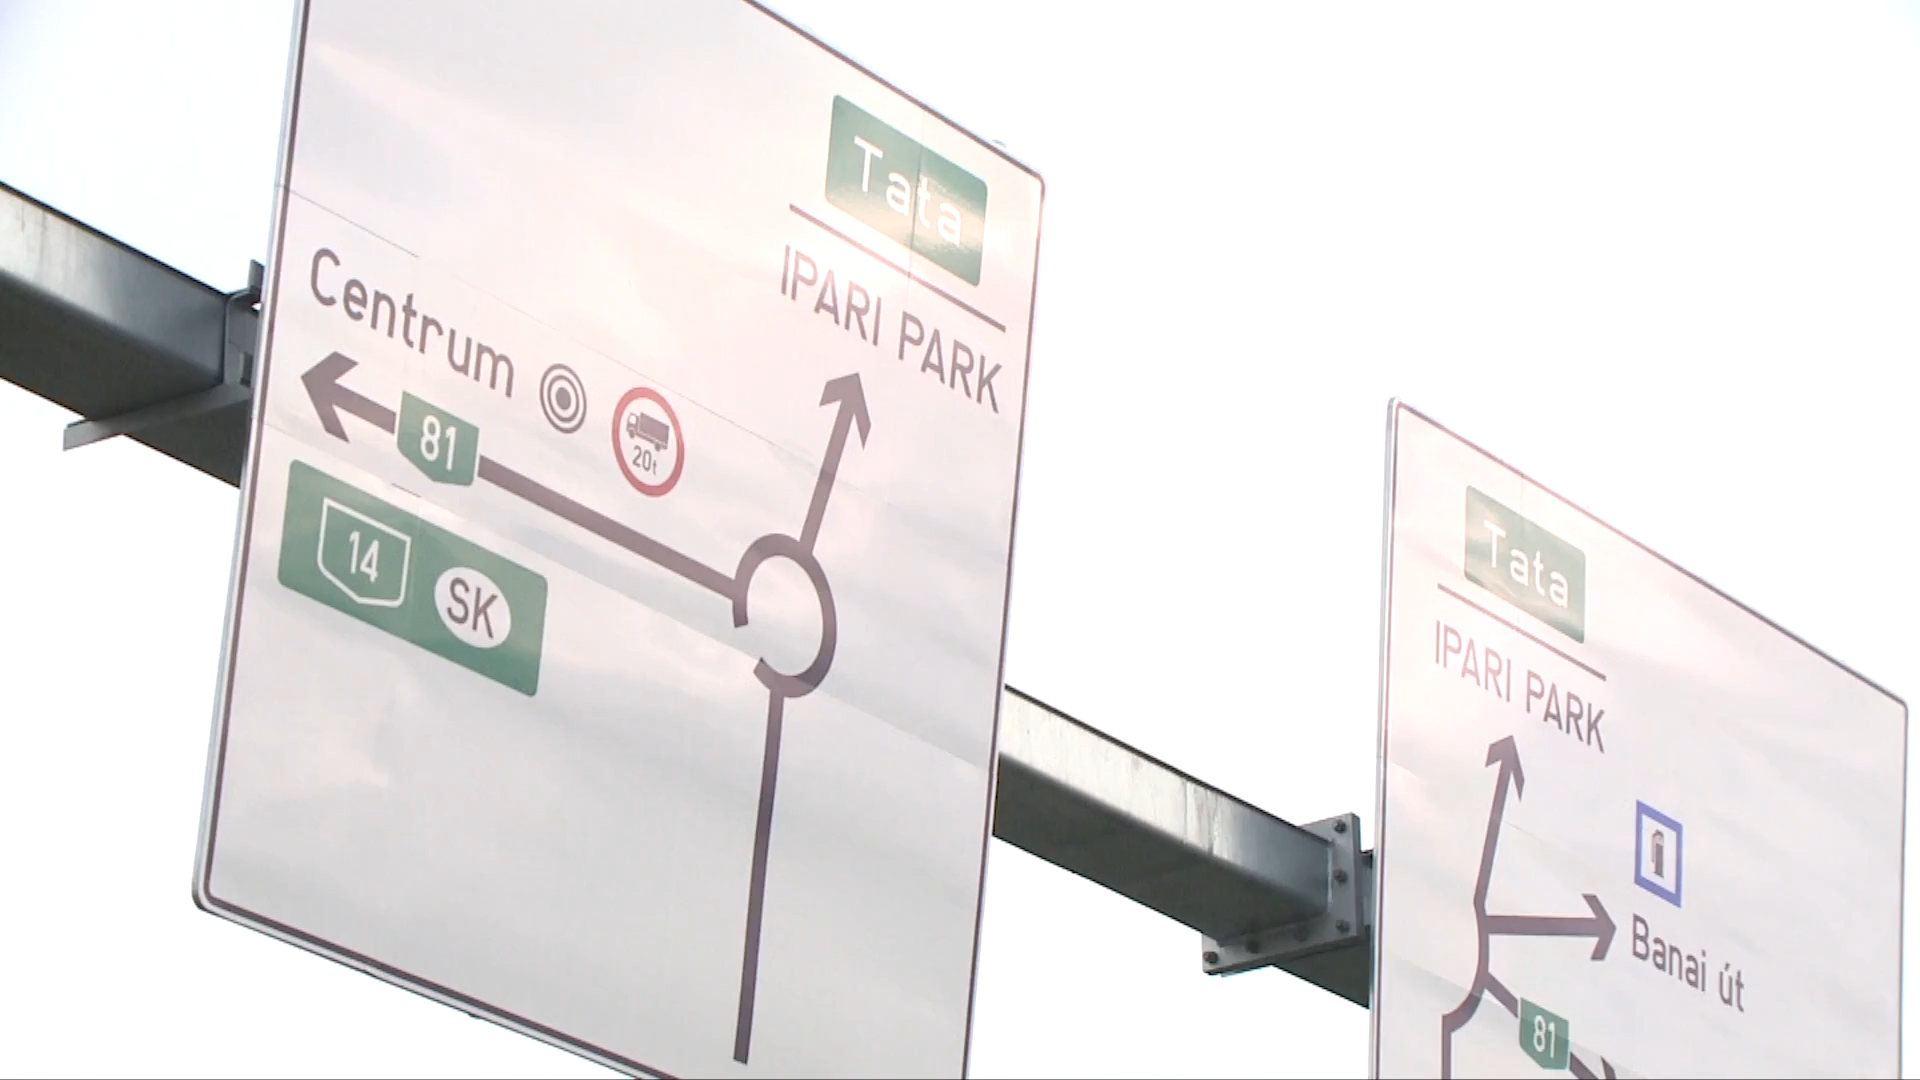 Tata
IPARI PARK
Centrum
20t
81
14 SK
Tata
IPARI PARK
Banai út
81